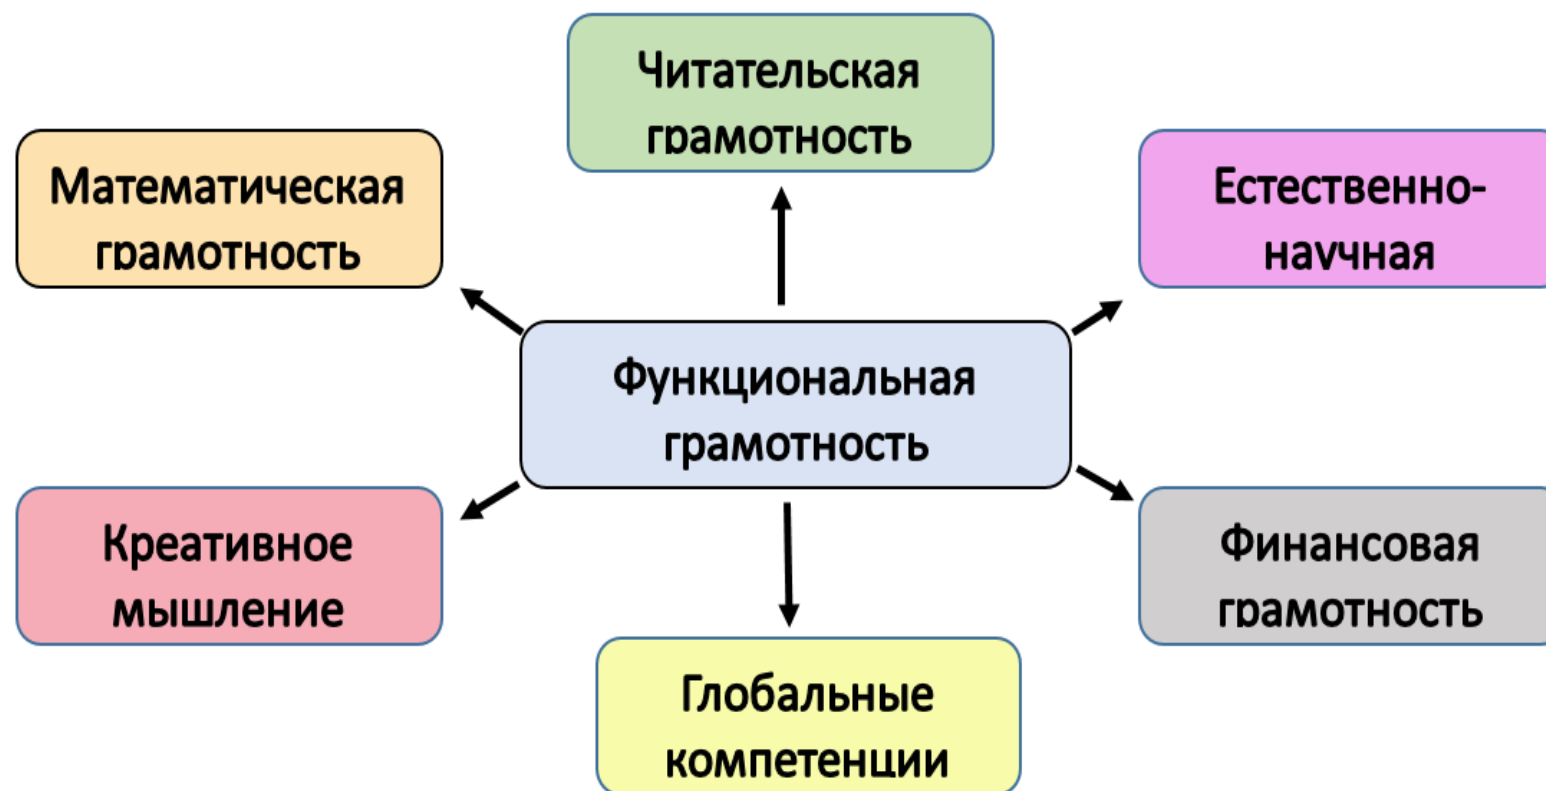 Читательская
грамотность
Математическая
грамотность
Естественно-
научная
Функциональная
грамотность
Креативное
мышление
Финансовая
грамотность
Глобальные
компетенции